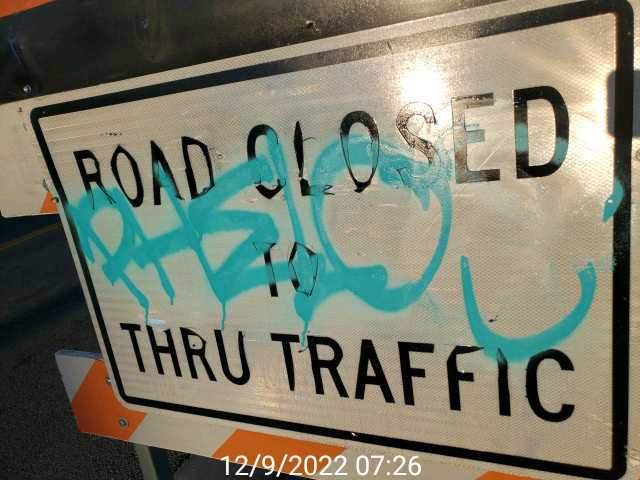 ROAD CLOSED
TO
THRU TRAFFIC
12/9/2022 07:26